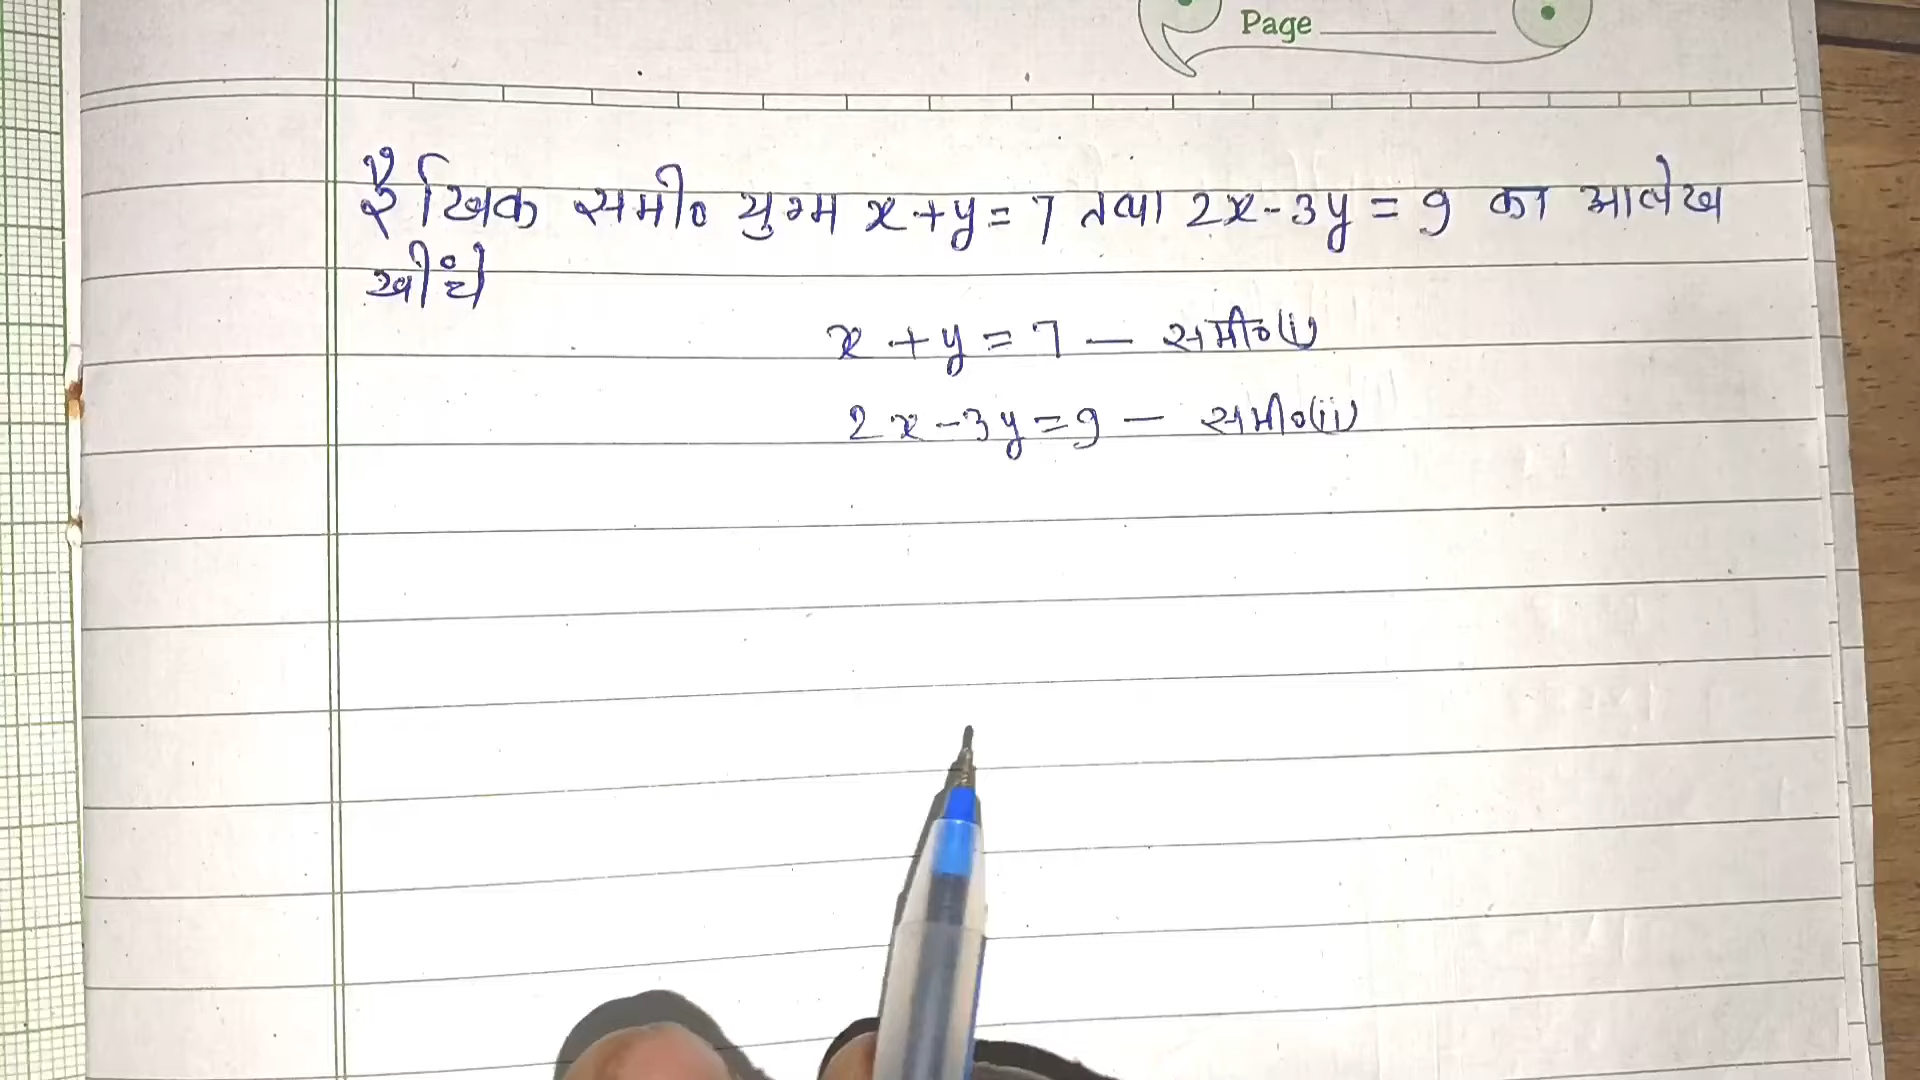 Page
रैखिक समी० युग्म x+y=7 तथा 2x-3y=9 का आलेख
खींचे
x+y=7 — समी०(i)
2x-3y=9 — समी०(ii)